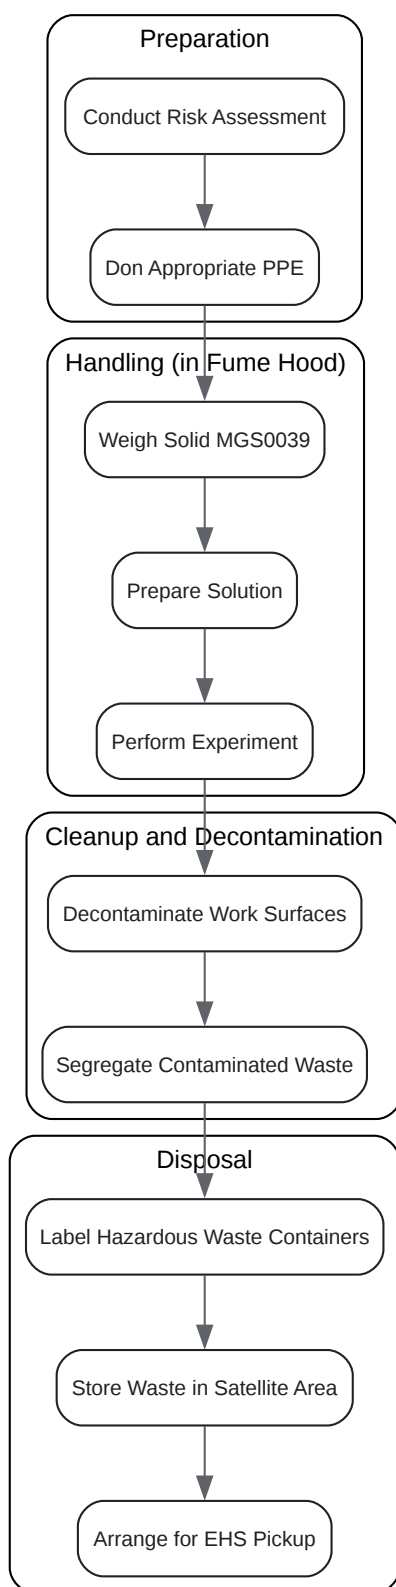 Preparation
Conduct Risk Assessment
Don Appropriate PPE
Handling (in Fume Hood)
Weigh Solid MGS0039
Prepare Solution
Perform Experiment
Cleanup and Decontamination
Decontaminate Work Surfaces
Segregate Contaminated Waste
Disposal
Label Hazardous Waste Containers
Store Waste in Satellite Area
Arrange for EHS Pickup